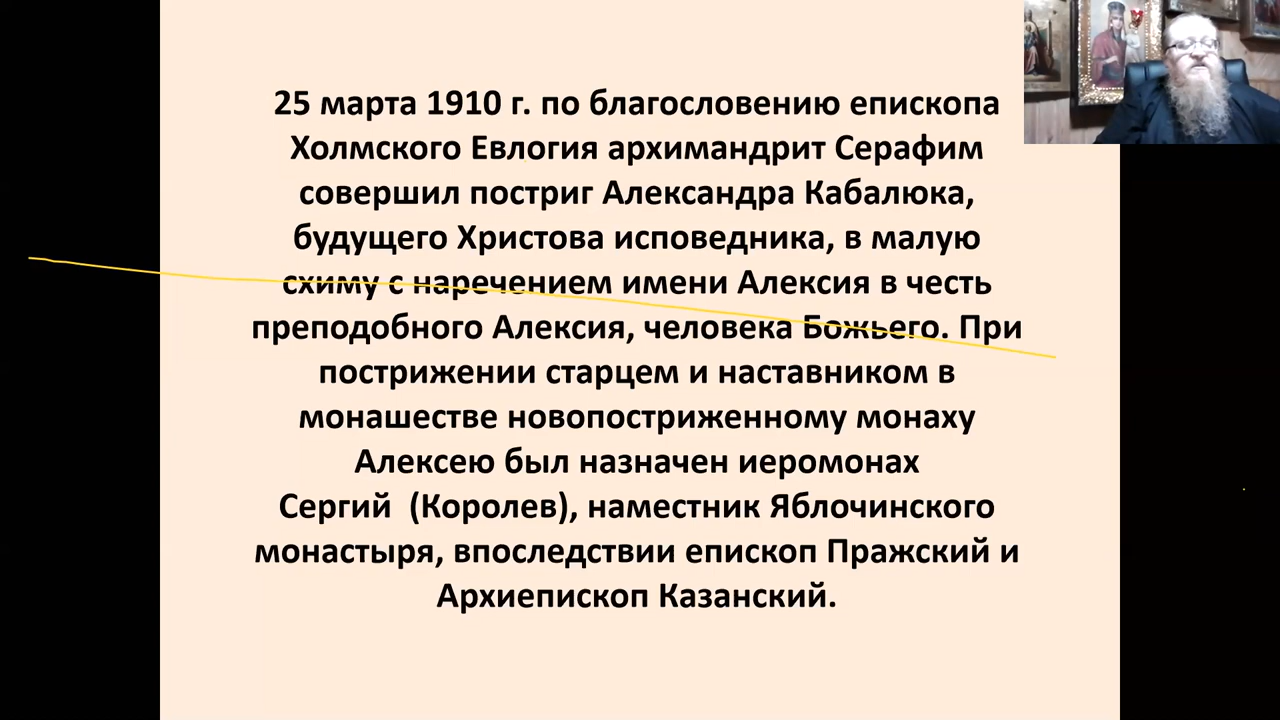 25 марта 1910 г. по благословению епископа
Холмского Евлогия архимандрит Серафим
совершил постриг Александра Кабалюка,
будущего Христова исповедника, в малую
схиму с наречением имени Алексия в честь
преподобного Алексия, человека Божьего. При
пострижении старцем и наставником в
монашестве новопостриженному монаху
Алексею был назначен иеромонах
Сергий  (Королев), наместник Яблочинского
монастыря, впоследствии епископ Пражский и
Архиепископ Казанский.